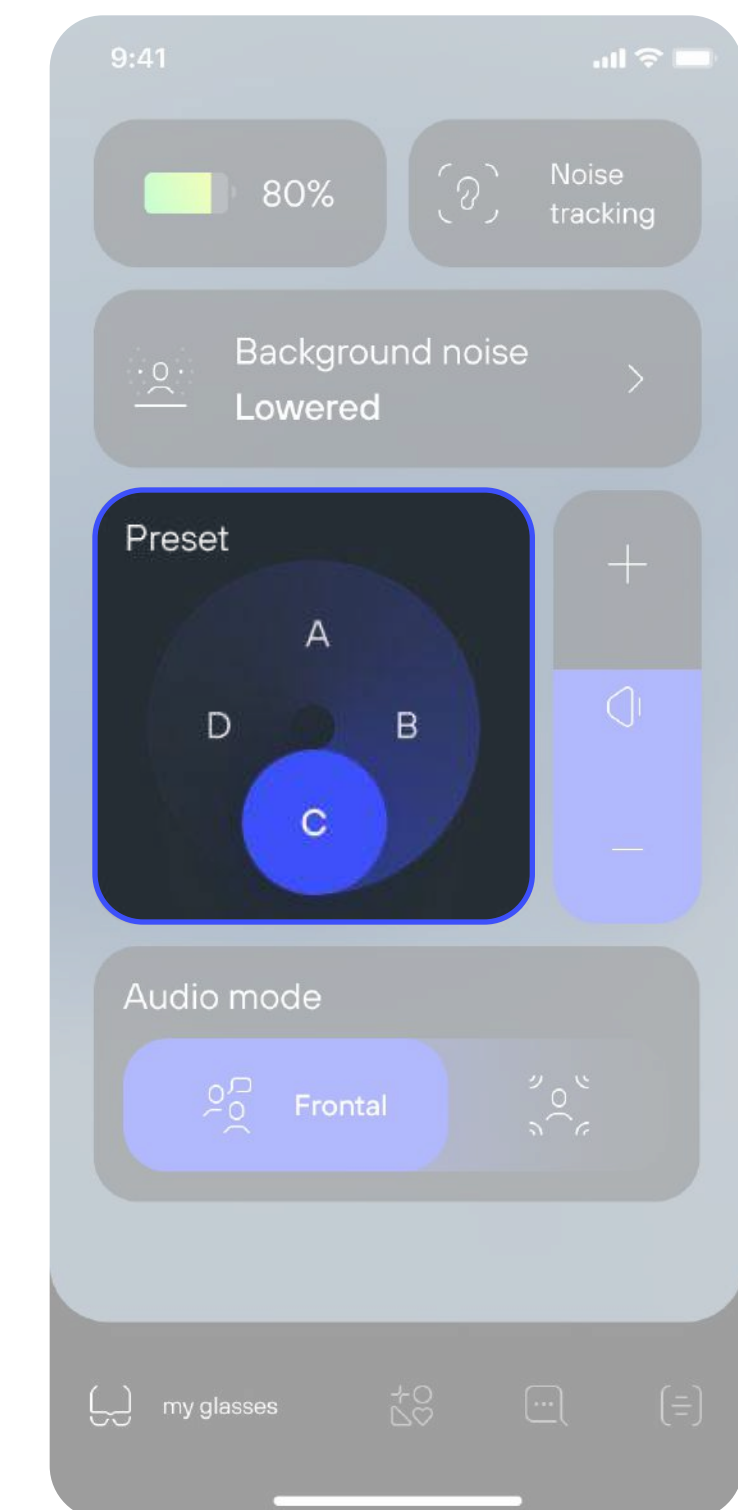 9:41
80%
Noise
tracking
Background noise
Lowered
Preset
A
D
B
C
Audio mode
Frontal
my glasses